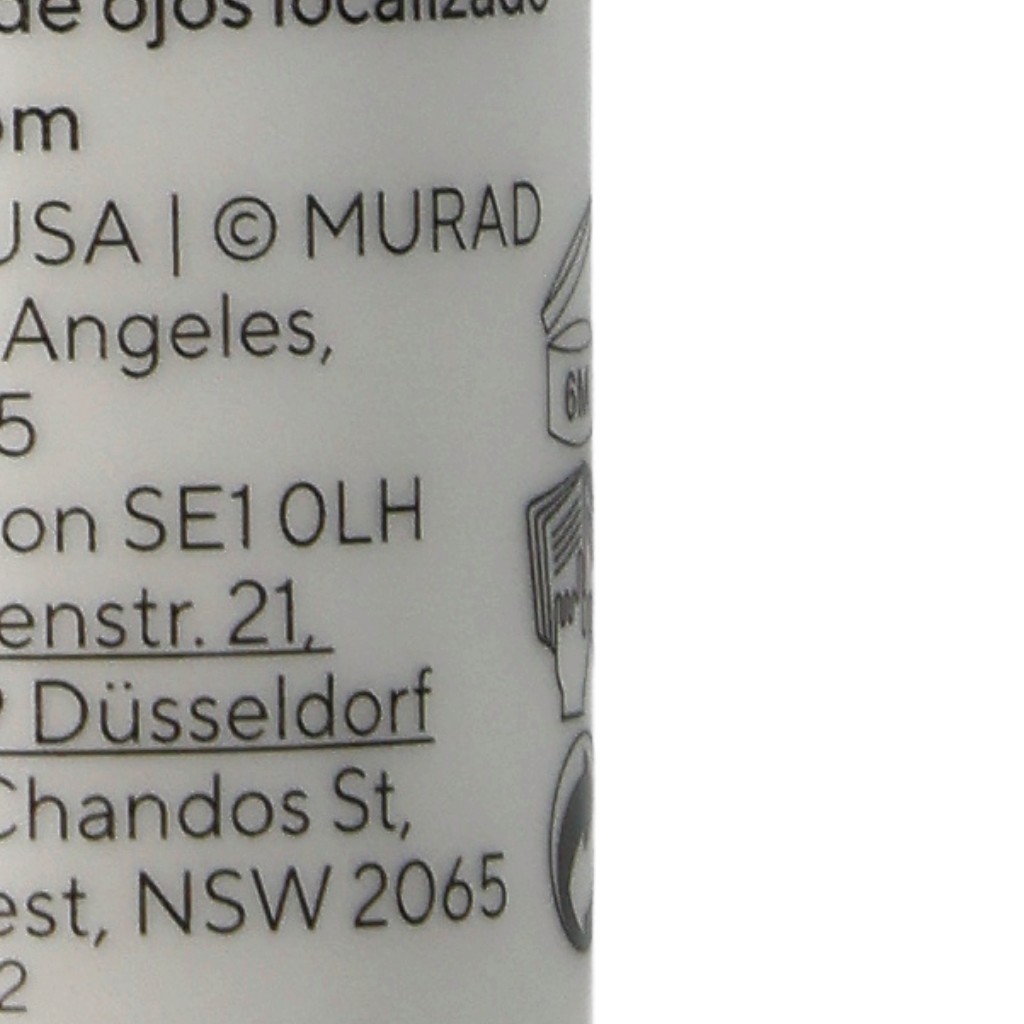 de ojos localizado
om
USA | © MURAD
Angeles,
5
on SE1 0LH
enstr. 21,
Düsseldorf
Chandos St,
est, NSW 2065
2
6M